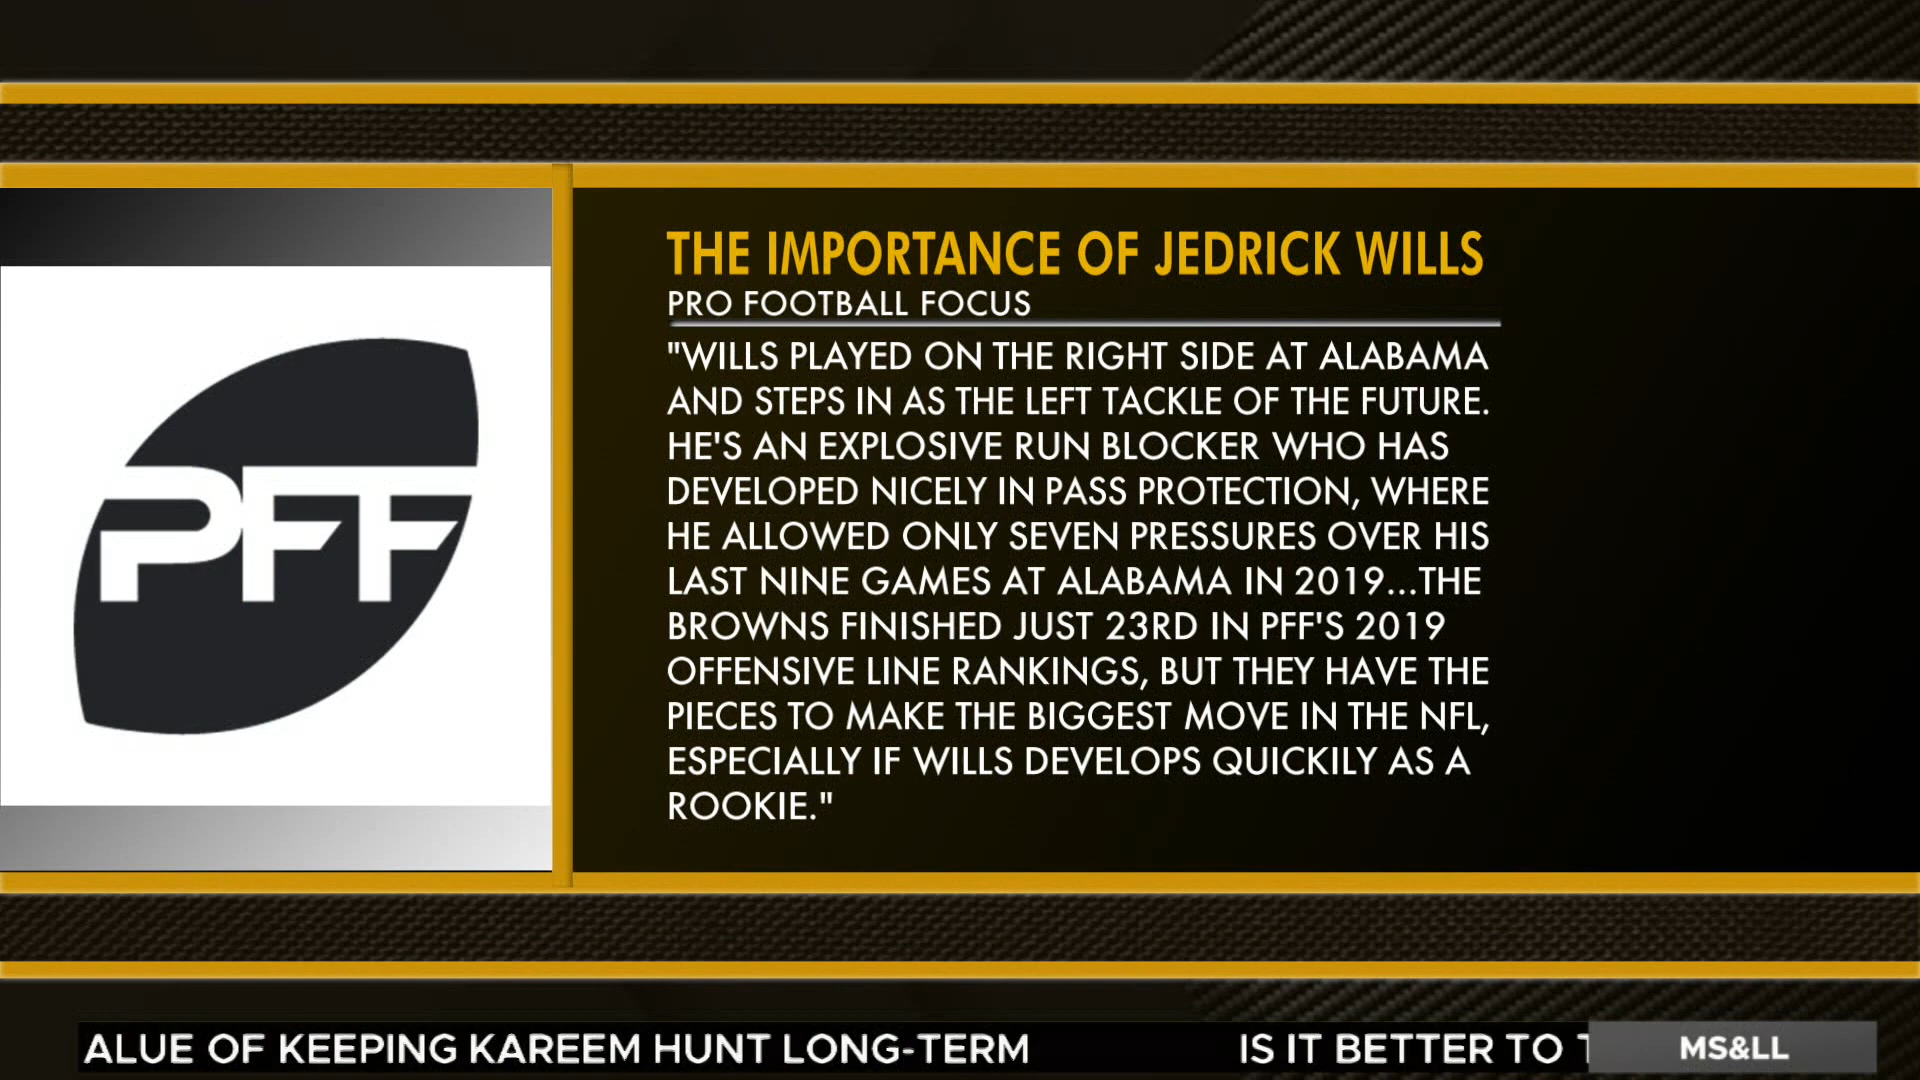 THE IMPORTANCE OF JEDRICK WILLS
PRO FOOTBALL FOCUS
"WILLS PLAYED ON THE RIGHT SIDE AT ALABAMA
AND STEPS IN AS THE LEFT TACKLE OF THE FUTURE.
HE'S AN EXPLOSIVE RUN BLOCKER WHO HAS
DEVELOPED NICELY IN PASS PROTECTION, WHERE
HE ALLOWED ONLY SEVEN PRESSURES OVER HIS
LAST NINE GAMES AT ALABAMA IN 2019...THE
BROWNS FINISHED JUST 23RD IN PFF'S 2019
OFFENSIVE LINE RANKINGS, BUT THEY HAVE THE
PIECES TO MAKE THE BIGGEST MOVE IN THE NFL,
ESPECIALLY IF WILLS DEVELOPS QUICKILY AS A
ROOKIE."
PFF
ALUE OF KEEPING KAREEM HUNT LONG-TERM
IS IT BETTER TO
MS&LL